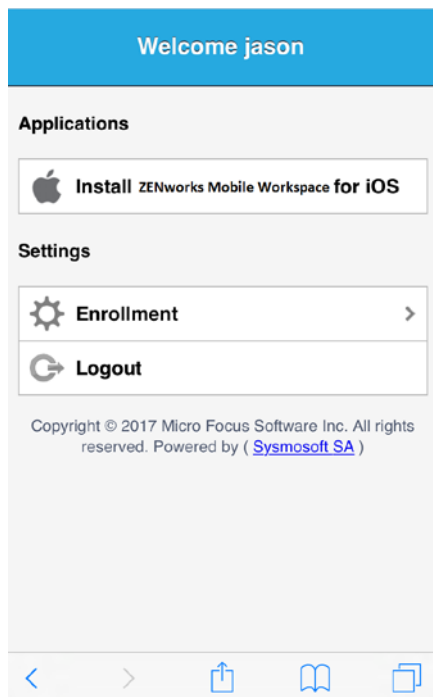 Welcome jason
Applications
Install ZENworks Mobile Workspace for iOS
Settings
Enrollment
Logout
Copyright © 2017 Micro Focus Software Inc. All rights
reserved. Powered by ( Sysmosoft SA )